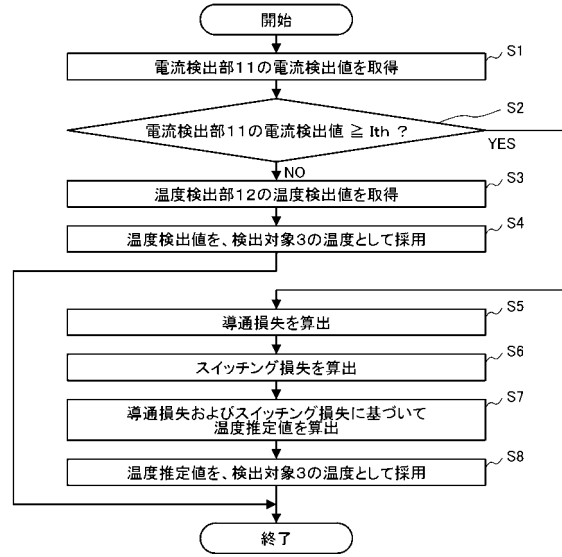 開始
電流検出部11の電流検出値を取得
S1
電流検出部11の電流検出値 ≧ Ith ?
S2
YES
NO
温度検出部12の温度検出値を取得
S3
温度検出値を、検出対象3の温度として採用
S4
導通損失を算出
S5
スイッチング損失を算出
S6
導通損失およびスイッチング損失に基づいて
温度推定値を算出
S7
温度推定値を、検出対象3の温度として採用
S8
終了